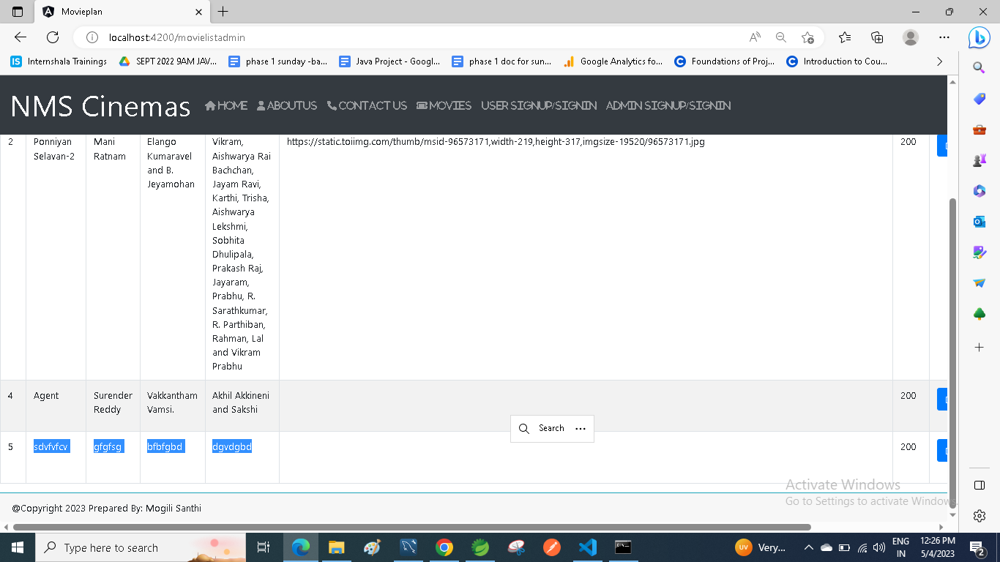 Movieplan
localhost:4200/movielistadmin
Internshala Trainings
SEPT 2022 9AM JAV...
phase 1 sunday -ba...
Java Project - Googl...
phase 1 doc for sun...
Google Analytics fo...
Foundations of Proj...
Introduction to Cou...
NMS Cinemas
HOME
ABOUTUS
CONTACT US
MOVIES
USER SIGNUP/SIGNIN
ADMIN SIGNUP/SIGNIN
2
Ponniyan
Selavan-2
Mani
Ratnam
Elango
Kumaravel
and B.
Jeyamohan
Vikram,
Aishwarya Rai
Bachchan,
Jayam Ravi,
Karthi, Trisha,
Aishwarya
Lekshmi,
Sobhita
Dhulipala,
Prakash Raj,
Jayaram,
Prabhu, R.
Sarathkumar,
R. Parthiban,
Rahman, Lal
and Vikram
Prabhu
https://static.toiimg.com/thumb/msid-96573171,width-219,height-317,imgsize-19520/96573171.jpg
200
4
Agent
Surender
Reddy
Vakkantham
Vamsi.
Akhil Akkineni
and Sakshi
200
Search
5
sdvfvfcv
gfgfsg
bfbfgbd
dgvdgbd
200
Activate Windows
Go to Settings to activate Windows.
@Copyright 2023 Prepared By: Mogili Santhi
Type here to search
UV
Very...
ENG
IN
12:26 PM
5/4/2023
2